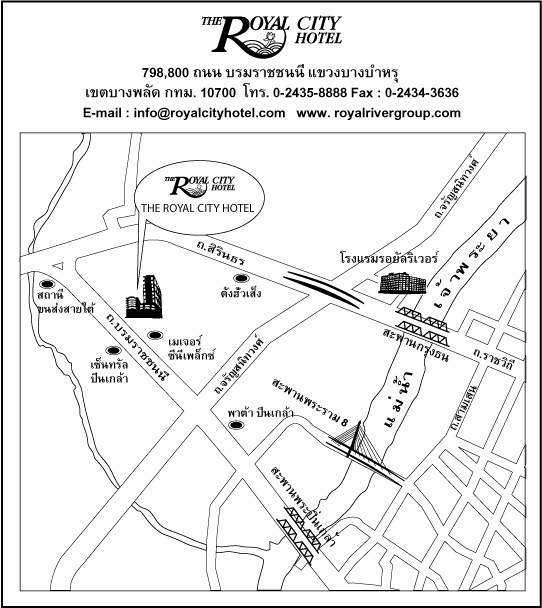 THE ROYAL CITY
HOTEL
798,800 ถนน บรมราชชนนี แขวงบางบำหรุ
เขตบางพลัด กทม. 10700 โทร. 0-2435-8888 Fax : 0-2434-3636
E-mail : info@royalcityhotel.com www. royalrivergroup.com
THE ROYAL CITY
HOTEL
THE ROYAL CITY HOTEL
ถ.จรัญสนิทวงศ์
ถ.สิรินธร
โรงแรมรอยัลริเวอร์
เจ้าพระยา
สถานี
ขนส่งสายใต้
ตั้งฮั่วเส็ง
ถ.บรมราชชนนี
เมเจอร์
ซีนีเพล็กซ์
สะพานกรุงธน
ถ.ราชวิถี
เซ็นทรัล
ปิ่นเกล้า
ถ.จรัญสนิทวงศ์
สะพานพระราม 8
แม่น้ำ
ถ.สามเสน
พาต้า ปิ่นเกล้า
สะพานพระปิ่นเกล้า